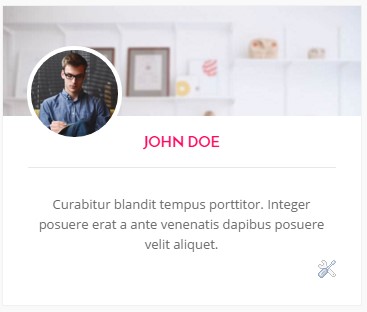 JOHN DOE
Curabitur blandit tempus porttitor. Integer
posuere erat a ante venenatis dapibus posuere
velit aliquet.